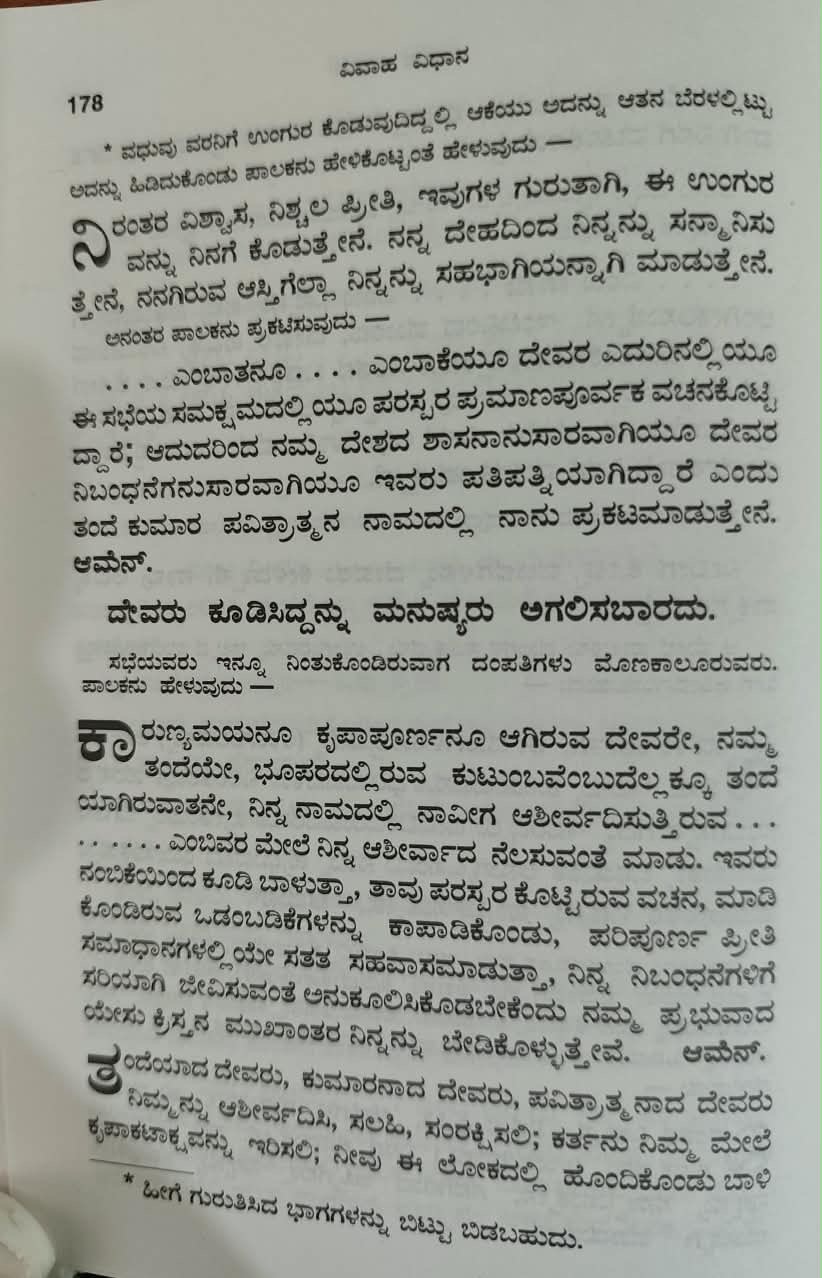 ವಿವಾಹ ವಿಧಾನ
178
* ವಧುವು ವರನಿಗೆ ಉಂಗುರ ಕೊಡುವುದಿದ್ದಲ್ಲಿ ಆಕೆಯು ಅದನ್ನು ಆತನ ಬೆರಳಲ್ಲಿಟ್ಟು
ಅದನ್ನು ಹಿಡಿದುಕೊಂಡು ಪಾಲಕನು ಹೇಳಿಕೊಟ್ಟಂತೆ ಹೇಳುವುದು —
ನಿರಂತರ ವಿಶ್ವಾಸ, ನಿಶ್ಚಲ ಪ್ರೀತಿ, ಇವುಗಳ ಗುರುತಾಗಿ, ಈ ಉಂಗುರ
ವನ್ನು ನಿನಗೆ ಕೊಡುತ್ತೇನೆ. ನನ್ನ ದೇಹದಿಂದ ನಿನ್ನನ್ನು ಸನ್ಮಾನಿಸು
ತ್ತೇನೆ, ನನಗಿರುವ ಆಸ್ತಿಗೆಲ್ಲಾ ನಿನ್ನನ್ನು ಸಹಭಾಗಿಯನ್ನಾಗಿ ಮಾಡುತ್ತೇನೆ.
ಅನಂತರ ಪಾಲಕನು ಪ್ರಕಟಿಸುವುದು —
. . . . ಎಂಬಾತನೂ . . . . ಎಂಬಾಕೆಯೂ ದೇವರ ಎದುರಿನಲ್ಲಿಯೂ
ಈ ಸಭೆಯ ಸಮಕ್ಷಮದಲ್ಲಿಯೂ ಪರಸ್ಪರ ಪ್ರಮಾಣಪೂರ್ವಕ ವಚನಕೊಟ್ಟಿ
ದ್ದಾರೆ; ಆದುದರಿಂದ ನಮ್ಮ ದೇಶದ ಶಾಸನಾನುಸಾರವಾಗಿಯೂ ದೇವರ
ನಿಬಂಧನೆಗನುಸಾರವಾಗಿಯೂ ಇವರು ಪತಿಪತ್ನಿಯಾಗಿದ್ದಾರೆ ಎಂದು
ತಂದೆ ಕುಮಾರ ಪವಿತ್ರಾತ್ಮನ ನಾಮದಲ್ಲಿ ನಾನು ಪ್ರಕಟಮಾಡುತ್ತೇನೆ.
ಆಮೆನ್.
ದೇವರು ಕೂಡಿಸಿದ್ದನ್ನು ಮನುಷ್ಯರು ಅಗಲಿಸಬಾರದು.
ಸಭೆಯವರು ಇನ್ನೂ ನಿಂತುಕೊಂಡಿರುವಾಗ ದಂಪತಿಗಳು ಮೊಣಕಾಲೂರುವರು.
ಪಾಲಕನು ಹೇಳುವುದು —
ಕಾರುಣ್ಯಮಯನೂ ಕೃಪಾಪೂರ್ಣನೂ ಆಗಿರುವ ದೇವರೇ, ನಮ್ಮ
ತಂದೆಯೇ, ಭೂಪರದಲ್ಲಿರುವ ಕುಟುಂಬವೆಂಬುದೆಲ್ಲಕ್ಕೂ ತಂದೆ
ಯಾಗಿರುವಾತನೇ, ನಿನ್ನ ನಾಮದಲ್ಲಿ ನಾವೀಗ ಆಶೀರ್ವದಿಸುತ್ತಿರುವ . . .
. . . . . . . ಎಂಬಿವರ ಮೇಲೆ ನಿನ್ನ ಆಶೀರ್ವಾದ ನೆಲಸುವಂತೆ ಮಾಡು. ಇವರು
ನಂಬಿಕೆಯಿಂದ ಕೂಡಿ ಬಾಳುತ್ತಾ, ತಾವು ಪರಸ್ಪರ ಕೊಟ್ಟಿರುವ ವಚನ, ಮಾಡಿ
ಕೊಂಡಿರುವ ಒಡಂಬಡಿಕೆಗಳನ್ನು ಕಾಪಾಡಿಕೊಂಡು, ಪರಿಪೂರ್ಣ ಪ್ರೀತಿ
ಸಮಾಧಾನಗಳಲ್ಲಿಯೇ ಸತತ ಸಹವಾಸಮಾಡುತ್ತಾ, ನಿನ್ನ ನಿಬಂಧನೆಗಳಿಗೆ
ಸರಿಯಾಗಿ ಜೀವಿಸುವಂತೆ ಅನುಕೂಲಿಸಿಕೊಡಬೇಕೆಂದು ನಮ್ಮ ಪ್ರಭುವಾದ
ಯೇಸು ಕ್ರಿಸ್ತನ ಮುಖಾಂತರ ನಿನ್ನನ್ನು ಬೇಡಿಕೊಳ್ಳುತ್ತೇವೆ. ಆಮೆನ್.
ತಂದೆಯಾದ ದೇವರು, ಕುಮಾರನಾದ ದೇವರು, ಪವಿತ್ರಾತ್ಮನಾದ ದೇವರು
ನಿಮ್ಮನ್ನು ಆಶೀರ್ವದಿಸಿ, ಸಲಹಿ, ಸಂರಕ್ಷಿಸಲಿ; ಕರ್ತನು ನಿಮ್ಮ ಮೇಲೆ
ಕೃಪಾಕಟಾಕ್ಷವನ್ನು ಇರಿಸಲಿ; ನೀವು ಈ ಲೋಕದಲ್ಲಿ ಹೊಂದಿಕೊಂಡು ಬಾಳಿ
* ಹೀಗೆ ಗುರುತಿಸಿದ ಭಾಗಗಳನ್ನು ಬಿಟ್ಟು ಬಿಡಬಹುದು.